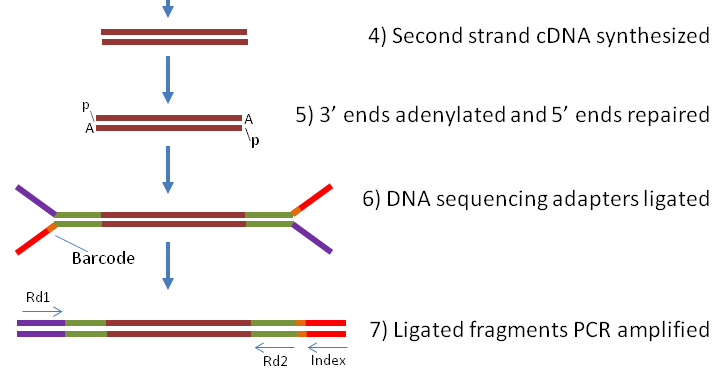 4) Second strand cDNA synthesized
p
A
5) 3’ ends adenylated and 5’ ends repaired
A
p
6) DNA sequencing adapters ligated
Barcode
Rd1
7) Ligated fragments PCR amplified
Rd2
Index